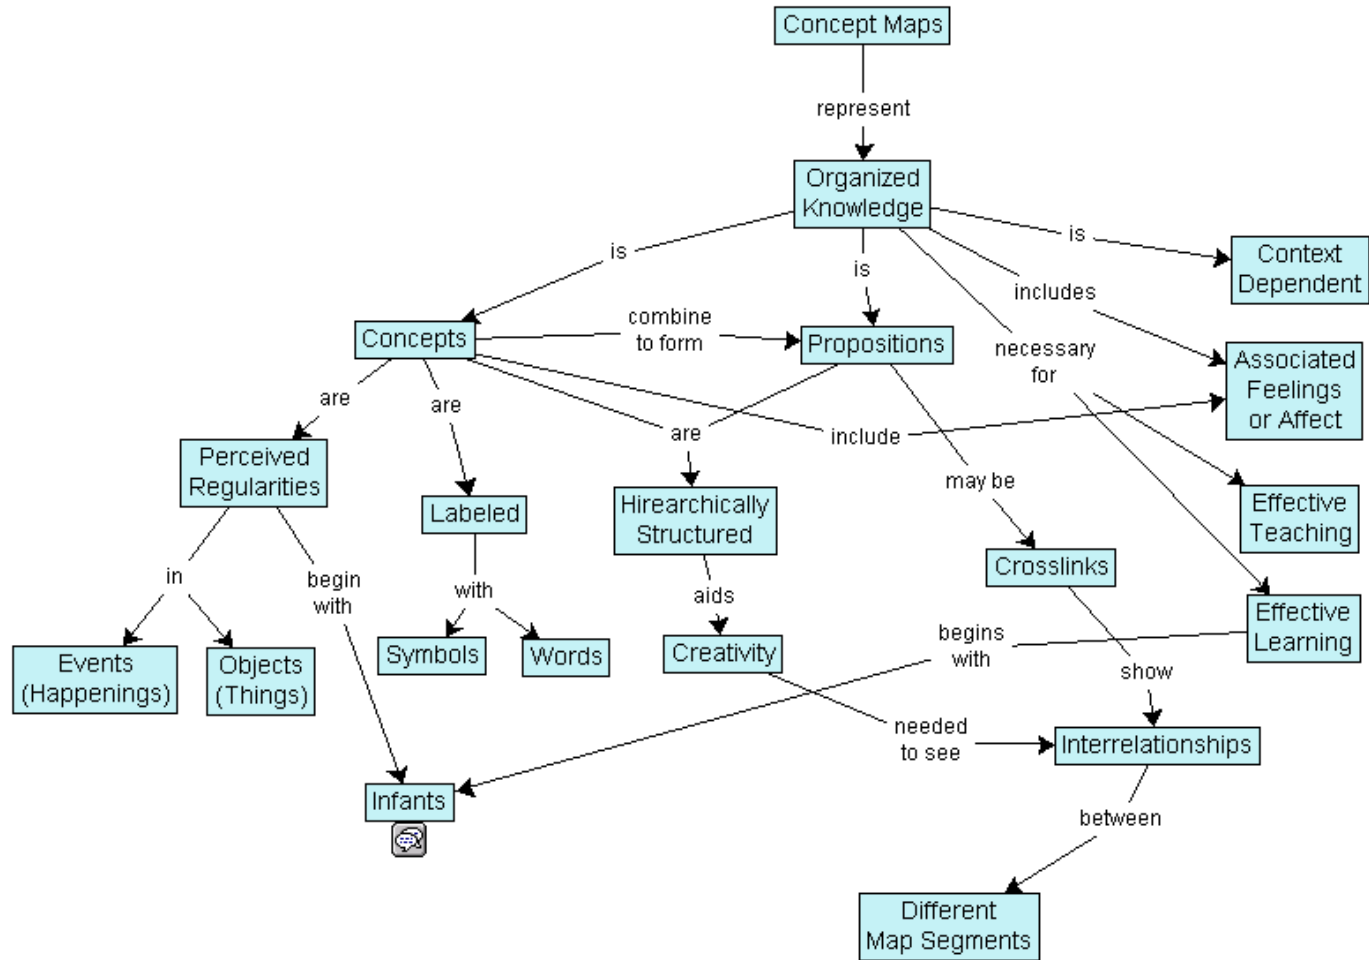 Concept Maps
represent
Organized
Knowledge
is
is
is
Context
Dependent
includes
combine
to form
Concepts
Propositions
necessary
for
Associated
Feelings
or Affect
are
are
are
include
Perceived
Regularities
Labeled
Hirearchically
Structured
may be
Effective
Teaching
in
begin
with
with
aids
Crosslinks
Effective
Learning
Events
(Happenings)
Objects
(Things)
Symbols
Words
Creativity
begins
with
show
needed
to see
Interrelationships
Infants
between
Different
Map Segments